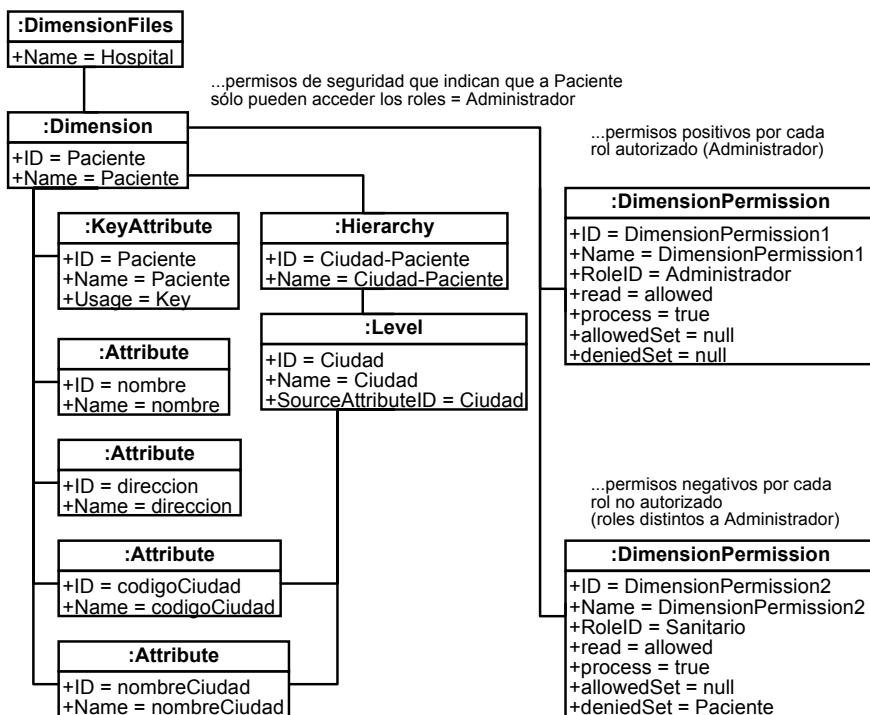 :DimensionFiles
+Name = Hospital
...permisos de seguridad que indican que a Paciente
sólo pueden acceder los roles = Administrador
:Dimension
+ID = Paciente
+Name = Paciente
...permisos positivos por cada
rol autorizado (Administrador)
:KeyAttribute
+ID = Paciente
+Name = Paciente
+Usage = Key
:Hierarchy
+ID = Ciudad-Paciente
+Name = Ciudad-Paciente
:DimensionPermission
+ID = DimensionPermission1
+Name = DimensionPermission1
+RoleID = Administrador
+read = allowed
+process = true
+allowedSet = null
+deniedSet = null
:Level
+ID = Ciudad
+Name = Ciudad
+SourceAttributeID = Ciudad
:Attribute
+ID = nombre
+Name = nombre
:Attribute
+ID = direccion
+Name = direccion
...permisos negativos por cada
rol no autorizado
(roles distintos a Administrador)
:Attribute
+ID = codigoCiudad
+Name = codigoCiudad
:DimensionPermission
+ID = DimensionPermission2
+Name = DimensionPermission2
+RoleID = Sanitario
+read = allowed
+process = true
+allowedSet = null
+deniedSet = Paciente
:Attribute
+ID = nombreCiudad
+Name = nombreCiudad